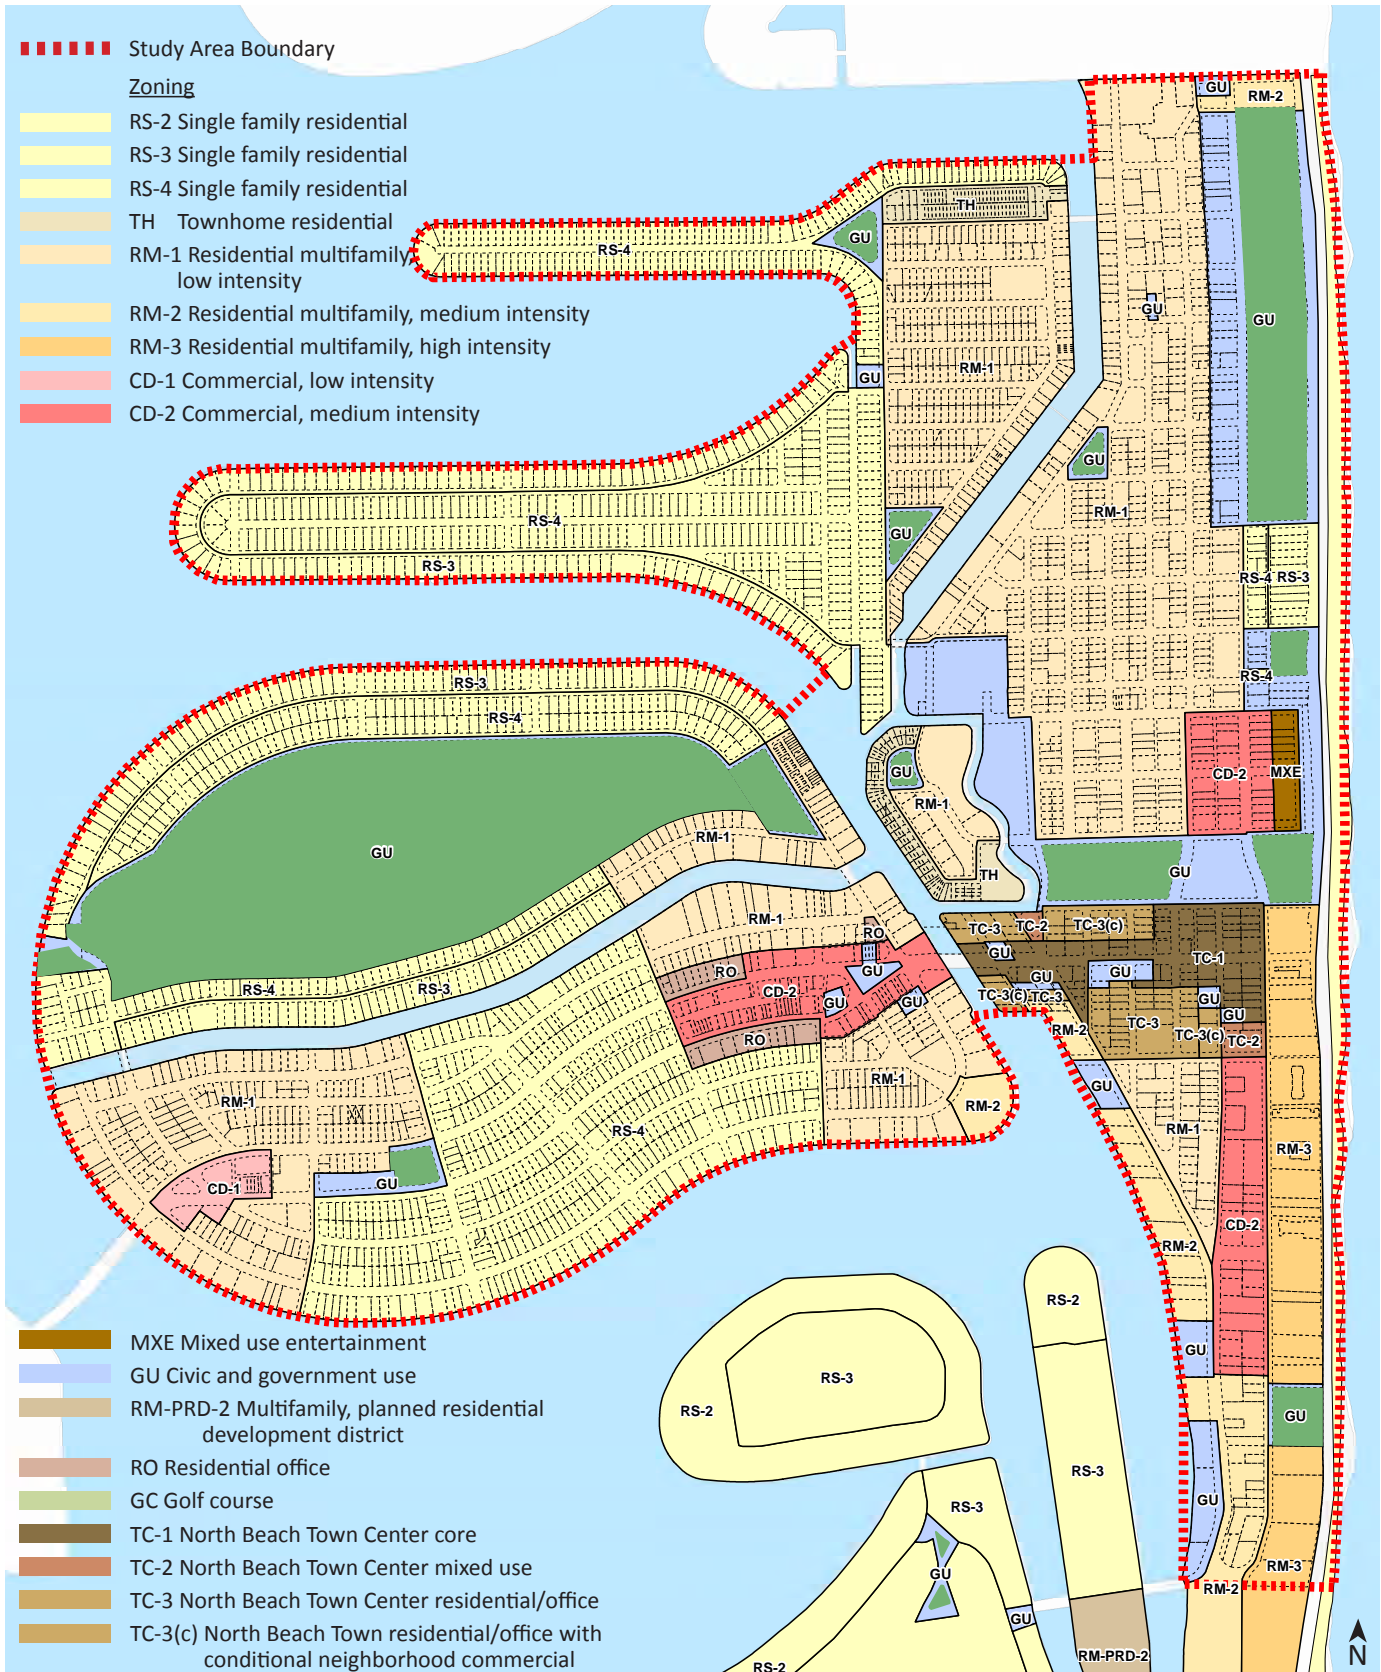 Study Area Boundary
Zoning
RS-2 Single family residential
RS-3 Single family residential
RS-4 Single family residential
TH Townhome residential
RM-1 Residential multifamily,
low intensity
RM-2 Residential multifamily, medium intensity
RM-3 Residential multifamily, high intensity
CD-1 Commercial, low intensity
CD-2 Commercial, medium intensity
GU
RM-2
TH
GU
RS-4
GU
GU
RM-1
GU
GU
RM-1
RS-4
GU
RS-3
RS-4
RS-3
RS-4
RS-3
RS-4
GU
CD-2
MXE
RM-1
RM-1
GU
GU
TH
RM-1
RO
TC-3
TC-2
TC-3(c)
GU
TC-1
RO
GU
GU
GU
RS-4
RS-3
CD-2
GU
GU
TC-3(c)
TC-3
GU
GU
TC-3
RO
RM-2
TC-3(c)
TC-2
RM-1
GU
RM-1
RM-2
RS-4
RM-1
RM-3
CD-1
GU
CD-2
RM-2
RS-2
GU
RS-3
RS-2
GU
RS-3
GU
RS-3
GU
RM-3
RM-2
GU
RM-PRD-2
RS-2
N
MXE Mixed use entertainment
GU Civic and government use
RM-PRD-2 Multifamily, planned residential
development district
RO Residential office
GC Golf course
TC-1 North Beach Town Center core
TC-2 North Beach Town Center mixed use
TC-3 North Beach Town Center residential/office
TC-3(c) North Beach Town residential/office with
conditional neighborhood commercial